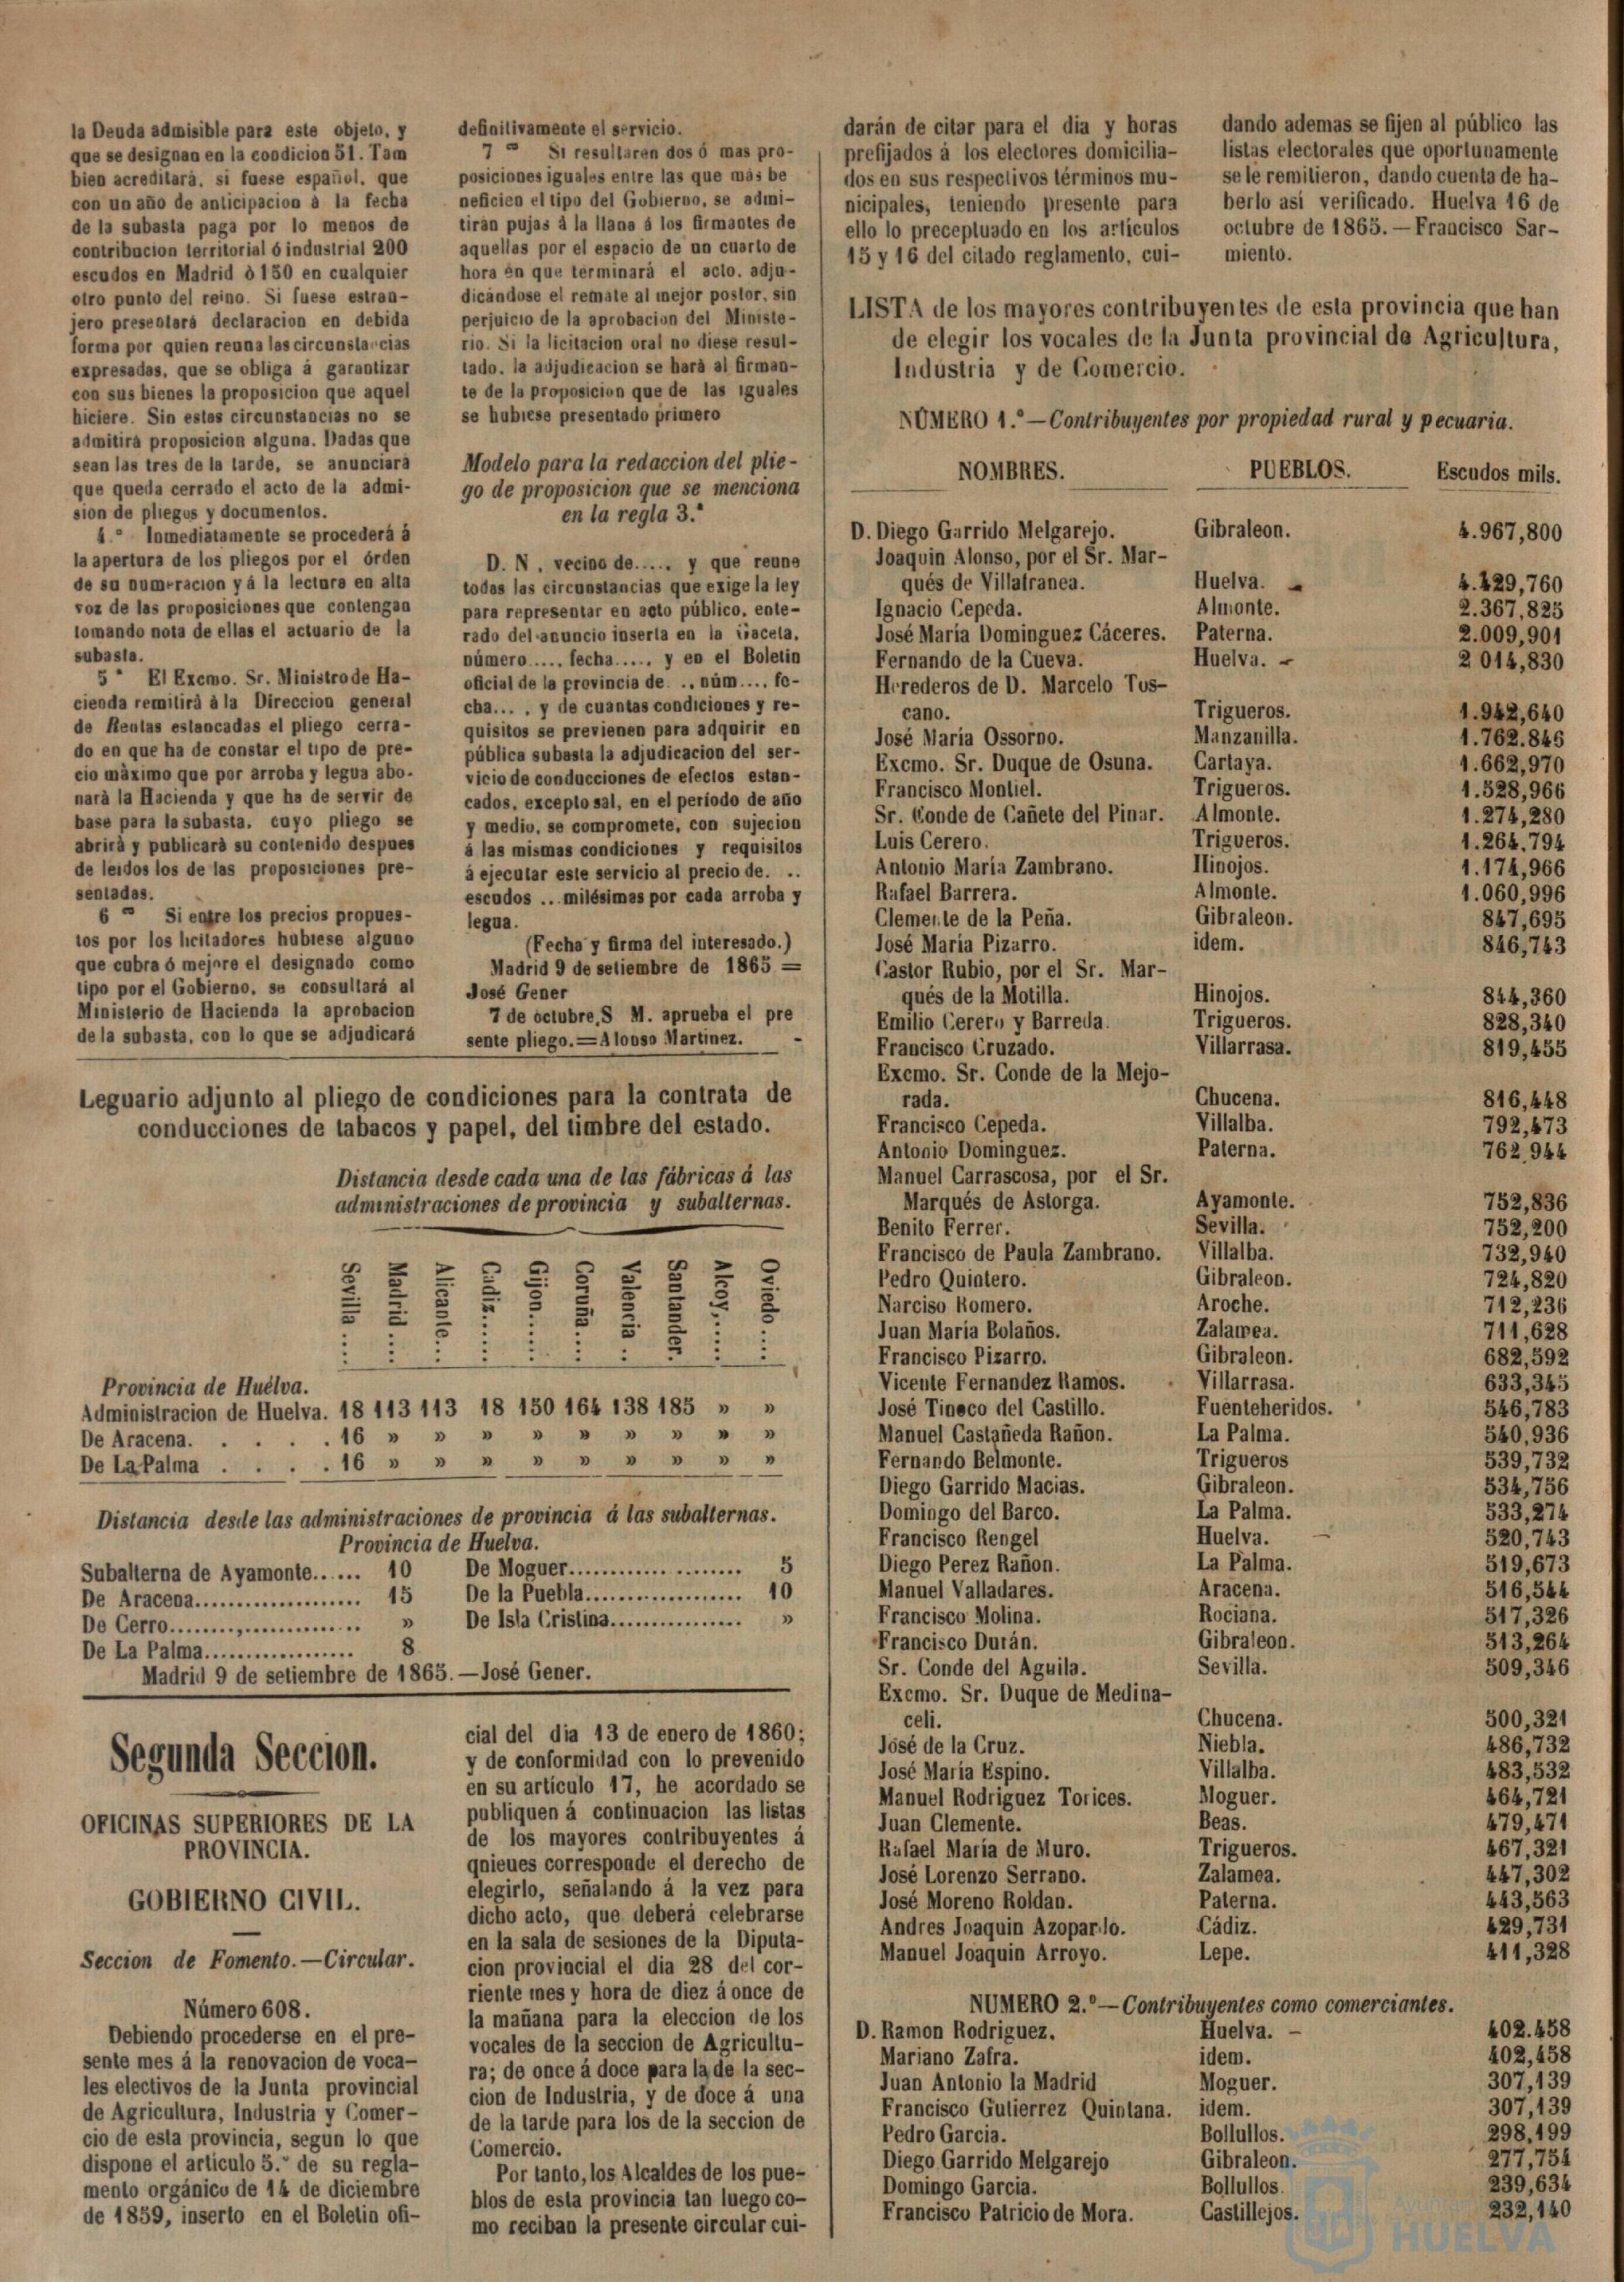 la Deuda admisible para este objeto, y
que se designan en la condicion 51. Tam
bien acreditará, si fuese español, que
con un año de anticipacion á la fecha
de la subasta paga por lo menos de
contribucion territorial ó industrial 200
escudos en Madrid ó 150 en cualquier
otro punto del reino. Si fuese estran-
jero presentará declaracion en debida
forma por quien reuna las circunstancias
expresadas, que se obliga á garantizar
con sus bienes la proposicion que aquel
hiciere. Sin estas circunstancias no se
admitirá proposicion alguna. Dadas que
sean las tres de la tarde, se anunciará
que queda cerrado el acto de la admi-
sion de pliegos y documentos.
4.° Inmediatamente se procederá á
la apertura de los pliegos por el órden
de su numeracion y á la lectura en alta
voz de las proposiciones que contengan
tomando nota de ellas el actuario de la
subasta.
5 ° El Excmo. Sr. Ministro de Ha-
cienda remitirá á la Direccion general
de Rentas estancadas el pliego cerra-
do en que ha de constar el tipo de pre-
cio máximo que por arroba y legua abo-
nará la Hacienda y que ha de servir de
base para la subasta, cuyo pliego se
abrirá y publicará su contenido despues
de leidos los de las proposiciones pre-
sentadas.
6 ° Si entre los precios propues-
tos por los licitadores hubiese alguno
que cubra ó mejore el designado como
tipo por el Gobierno, se consultará al
Ministerio de Hacienda la aprobacion
de la subasta, con lo que se adjudicará
definitivamente el servicio.
7 ° Si resultaren dos ó mas pro-
posiciones iguales entre las que más be
neficien el tipo del Gobierno, se admi-
tirán pujas á la llana á los firmantes de
aquellas por el espacio de un cuarto de
hora en que terminará el acto, adju-
dicándose el remate al mejor postor, sin
perjuicio de la aprobacion del Ministe-
rio. Si la licitacion oral no diese resul-
tado, la adjudicacion se hará al firman-
te de la proposicion que de las iguales
se hubiese presentado primero
Modelo para la redaccion del plie-
go de proposicion que se menciona
en la regla 3.ª
D. N , vecino de....., y que reune
todas las circunstancias que exige la ley
para representar en acto público, ente-
rado del anuncio inserta en la Gaceta,
número...., fecha....., y en el Boletin
oficial de la provincia de. .., núm...., fe-
cha... , y de cuantas condiciones y re-
quisitos se previenen para adquirir en
pública subasta la adjudicacion del ser-
vicio de conducciones de efectos estan-
cados, excepto sal, en el período de año
y medio, se compromete, con sujecion
á las mismas condiciones y requisitos
á ejecutar este servicio al precio de. ..
escudos ... milésimas por cada arroba y
legua.
(Fecha y firma del interesado.)
Madrid 9 de setiembre de 1865 =
José Gener
7 de octubre, S M. aprueba el pre
sente pliego.=Alonso Martinez.
Leguario adjunto al pliego de condiciones para la contrata de
conducciones de tabacos y papel, del timbre del estado.
Distancia desde cada una de las fábricas á las
administraciones de provincia y subalternas.
Sevilla .... Madrid .... Alicante... Cadiz...... Gijon...... Coruña.... Valencia .. Santander. Alcoy,..... Oviedo....
Provincia de Huelva.
Administracion de Huelva. 18 113 113 18 150 164 138 185 » »
De Aracena. . . . . . 16 » » » » » » » » »
De La Palma . . . . . 16 » » » » » » » » »
Distancia desde las administraciones de provincia á las subalternas.
Provincia de Huelva.
Subalterna de Ayamonte...... 10 De Moguer.................... 5
De Aracena................... 15 De la Puebla.................. 10
De Cerro...................... » De Isla Cristina................ »
De La Palma.................. 8
Madrid 9 de setiembre de 1865.—José Gener.
Segunda Seccion.
OFICINAS SUPERIORES DE LA
PROVINCIA.
GOBIERNO CIVIL.
Seccion de Fomento.—Circular.
Número 608.
Debiendo procederse en el pre-
sente mes á la renovacion de voca-
les electivos de la Junta provincial
de Agricultura, Industria y Comer-
cio de esta provincia, segun lo que
dispone el artículo 5.° de su regla-
mento orgánico de 14 de diciembre
de 1859, inserto en el Boletin ofi-
cial del dia 13 de enero de 1860;
y de conformidad con lo prevenido
en su artículo 17, he acordado se
publiquen á continuacion las listas
de los mayores contribuyentes á
qnieues corresponde el derecho de
elegirlo, señalando á la vez para
dicho acto, que deberá celebrarse
en la sala de sesiones de la Diputa-
cion provincial el dia 28 del cor-
riente mes y hora de diez á once de
la mañana para la eleccion de los
vocales de la seccion de Agricultu-
ra; de once á doce para la de la sec-
cion de Industria, y de doce á una
de la tarde para los de la seccion de
Comercio.
Por tanto, los Alcaldes de los pue-
blos de esta provincia tan luego co-
mo reciban la presente circular cui-
darán de citar para el dia y horas
prefijados á los electores domicilia-
dos en sus respectivos términos mu-
nicipales, teniendo presente para
ello lo preceptuado en los artículos
15 y 16 del citado reglamento, cui-
dando ademas se fijen al público las
listas electorales que oportunamente
se le remitieron, dando cuenta de ha-
berlo así verificado. Huelva 16 de
octubre de 1865.—Francisco Sar-
miento.
LISTA de los mayores contribuyentes de esta provincia que han
de elegir los vocales de la Junta provincial de Agricultura,
Industria y de Comercio.
NÚMERO 1.°—Contribuyentes por propiedad rural y pecuaria.
NOMBRES. PUEBLOS. Escudos mils.
D. Diego Garrido Melgarejo. Gibraleon. 4.967,800
Joaquin Alonso, por el Sr. Mar-
qués de Villafranca. Huelva. 4.429,760
Ignacio Cepeda. Almonte. 2.367,825
José María Dominguez Cáceres. Paterna. 2.009,901
Fernando de la Cueva. Huelva. 2 014,830
Herederos de D. Marcelo Tus-
cano. Trigueros. 1.942,640
José María Ossorno. Manzanilla. 1.762.846
Excmo. Sr. Duque de Osuna. Cartaya. 1.662,970
Francisco Montiel. Trigueros. 1.528,966
Sr. Conde de Cañete del Pinar. Almonte. 1.274,280
Luis Cerero. Trigueros. 1.264,794
Antonio María Zambrano. Hinojos. 1.174,966
Rafael Barrera. Almonte. 1.060,996
Clemente de la Peña. Gibraleon. 847,695
José María Pizarro. idem. 846,743
Castor Rubio, por el Sr. Mar-
qués de la Motilla. Hinojos. 844,360
Emilio Cerero y Barreda. Trigueros. 828,340
Francisco Cruzado. Villarrasa. 819,455
Excmo. Sr. Conde de la Mejo-
rada. Chucena. 816,448
Francisco Cepeda. Villalba. 792,473
Antonio Dominguez. Paterna. 762,944
Manuel Carrascosa, por el Sr.
Marqués de Astorga. Ayamonte. 752,836
Benito Ferrer. Sevilla. 752,200
Francisco de Paula Zambrano. Villalba. 732,940
Pedro Quintero. Gibraleon. 724,820
Narciso Romero. Aroche. 712,236
Juan María Bolaños. Zalamea. 711,628
Francisco Pizarro. Gibraleon. 682,592
Vicente Fernandez Ramos. Villarrasa. 633,345
José Tineco del Castillo. Fuenteheridos. 546,783
Manuel Castañeda Rañon. La Palma. 540,936
Fernando Belmonte. Trigueros 539,732
Diego Garrido Macias. Gibraleon. 534,756
Domingo del Barco. La Palma. 533,274
Francisco Rengel Huelva. 520,743
Diego Perez Rañon. La Palma. 519,673
Manuel Valladares. Aracena. 516,544
Francisco Molina. Rociana. 517,326
Francisco Durán. Gibraleon. 513,264
Sr. Conde del Aguila. Sevilla. 509,346
Excmo. Sr. Duque de Medina-
celi. Chucena. 500,321
José de la Cruz. Niebla. 486,732
José María Espino. Villalba. 483,532
Manuel Rodriguez Torices. Moguer. 464,721
Juan Clemente. Beas. 479,471
Rafael María de Muro. Trigueros. 467,321
José Lorenzo Serrano. Zalamea. 447,302
José Moreno Roldan. Paterna. 443,563
Andres Joaquin Azopardo. Cádiz. 429,731
Manuel Joaquin Arroyo. Lepe. 411,328
NUMERO 2.°—Contribuyentes como comerciantes.
D. Ramon Rodriguez. Huelva. 402.458
Mariano Zafra. idem. 402,458
Juan Antonio la Madrid Moguer. 307,139
Francisco Gutierrez Quintana. idem. 307,139
Pedro Garcia. Bollullos. 298,199
Diego Garrido Melgarejo Gibraleon. 277,754
Domingo Garcia. Bollullos. 239,634
Francisco Patricio de Mora. Castillejos. 232,140
HUELVA